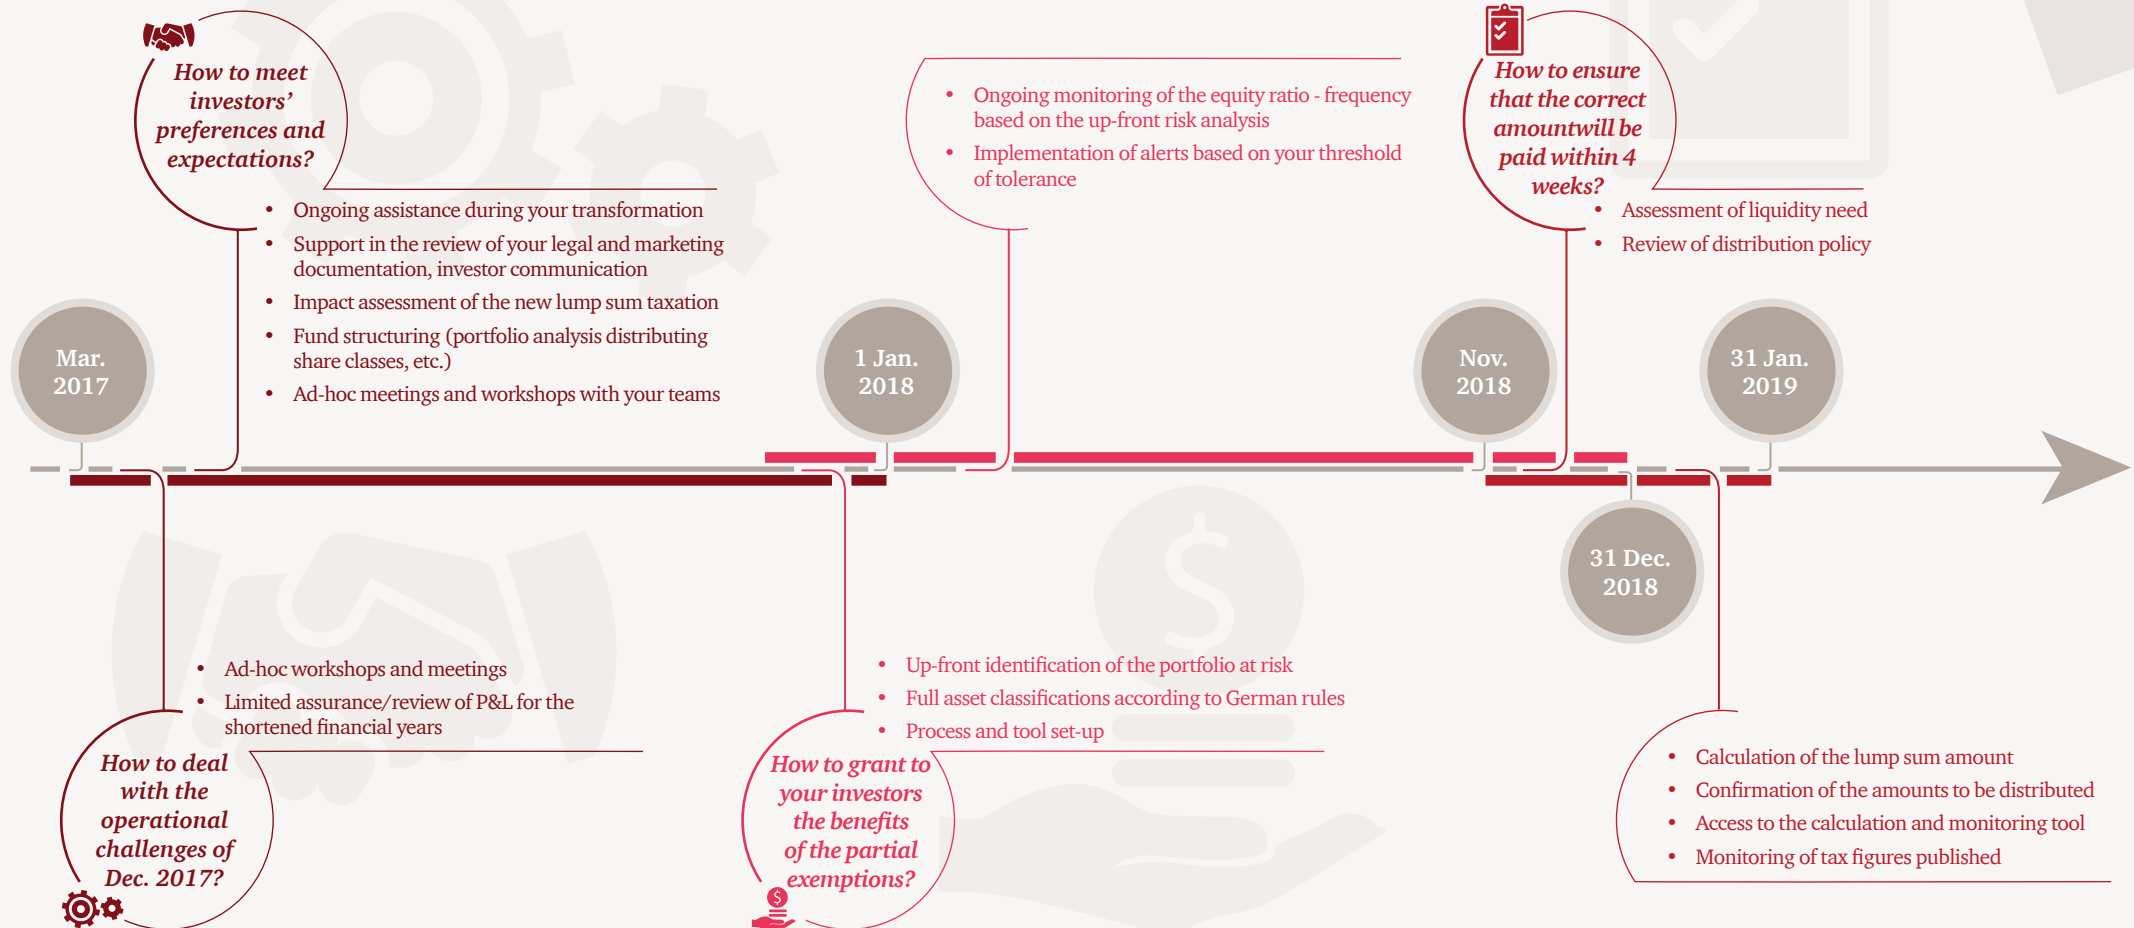 How to meet
investors’
preferences and
expectations?
• Ongoing assistance during your transformation
• Support in the review of your legal and marketing
documentation, investor communication
• Impact assessment of the new lump sum taxation
• Fund structuring (portfolio analysis distributing
share classes, etc.)
• Ad-hoc meetings and workshops with your teams
• Ongoing monitoring of the equity ratio - frequency
based on the up-front risk analysis
• Implementation of alerts based on your threshold
of tolerance
How to ensure
that the correct
amountwill be
paid within 4
weeks?
• Assessment of liquidity need
• Review of distribution policy
Mar.
2017
1 Jan.
2018
Nov.
2018
31 Jan.
2019
31 Dec.
2018
• Ad-hoc workshops and meetings
• Limited assurance/review of P&L for the
shortened financial years
How to deal
with the
operational
challenges of
Dec. 2017?
• Up-front identification of the portfolio at risk
• Full asset classifications according to German rules
• Process and tool set-up
How to grant to
your investors
the benefits
of the partial
exemptions?
• Calculation of the lump sum amount
• Confirmation of the amounts to be distributed
• Access to the calculation and monitoring tool
• Monitoring of tax figures published